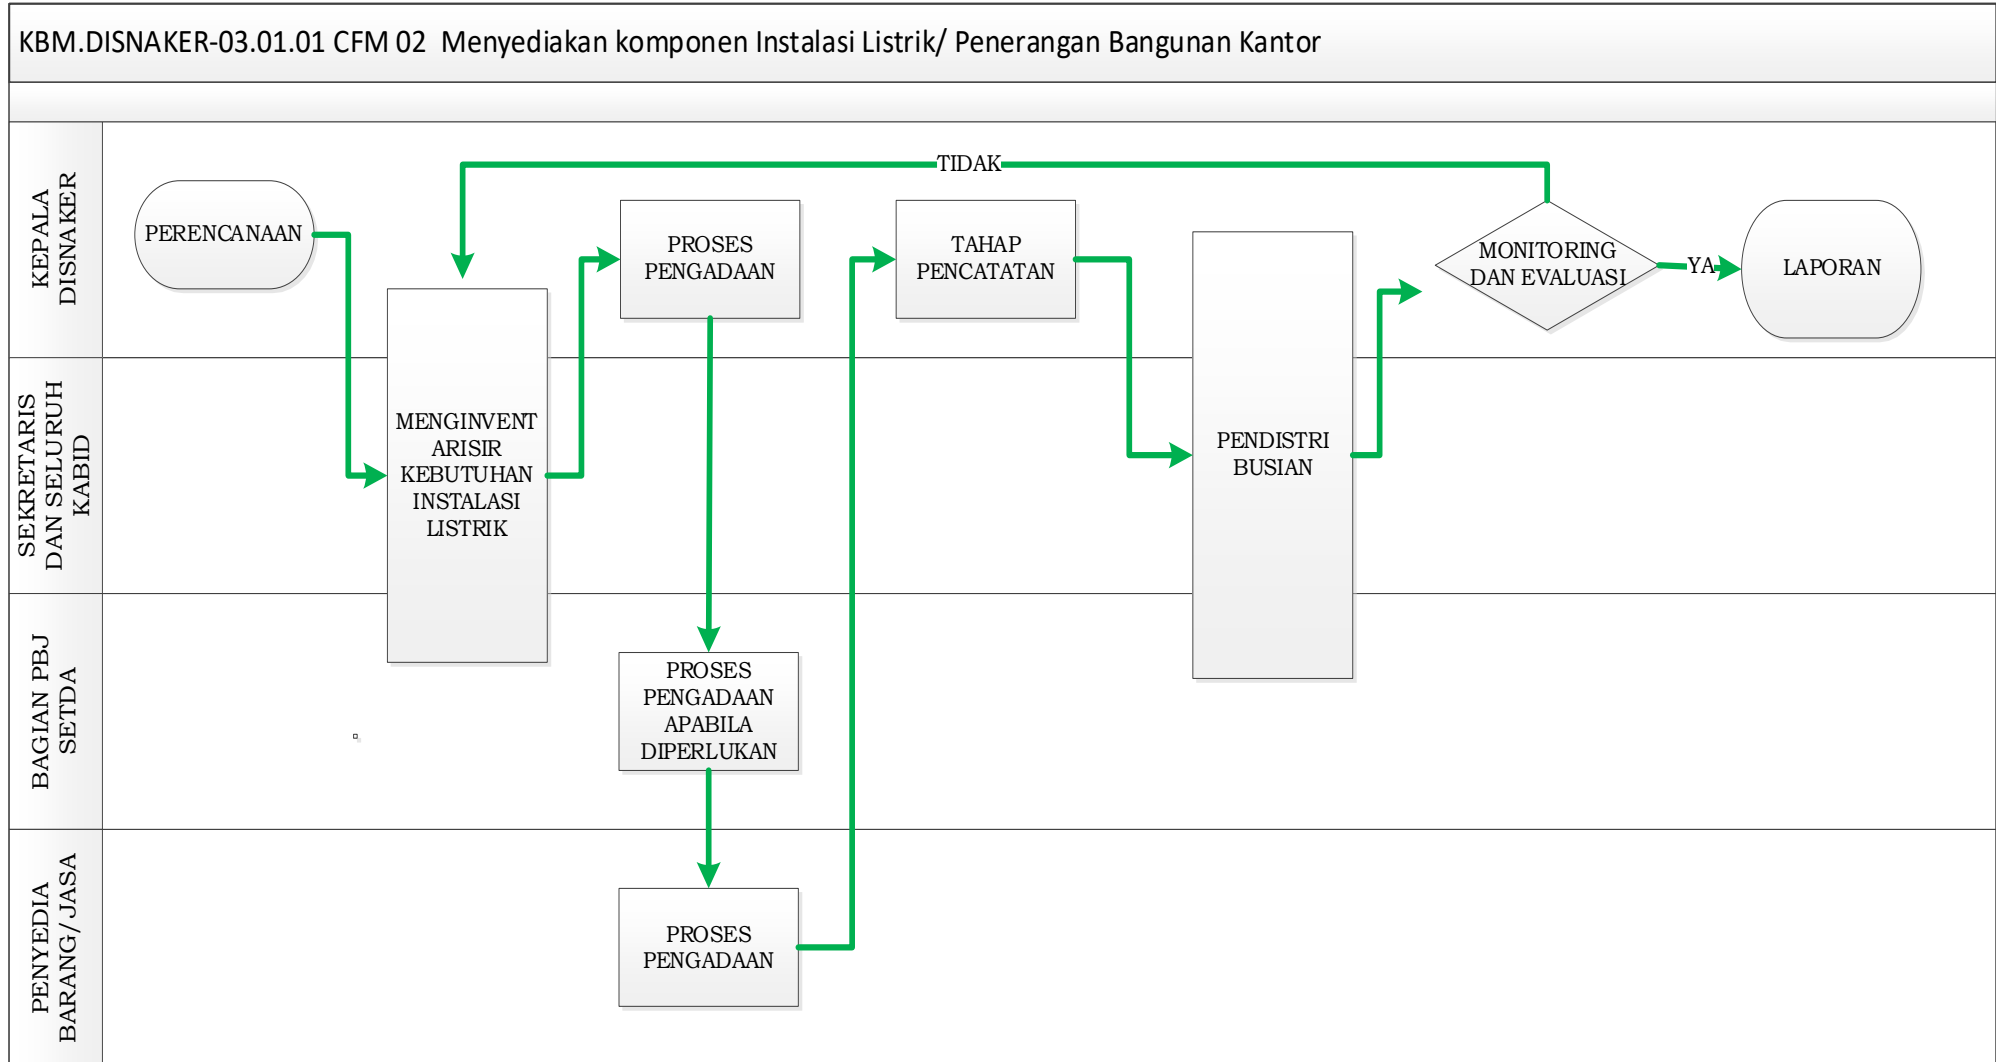 KBM.DISNAKER-03.01.01 CFM 02  Menyediakan komponen Instalasi Listrik/ Penerangan Bangunan Kantor
KEPALA
DISNAKER
PERENCANAAN
TIDAK
PROSES
PENGADAAN
TAHAP
PENCATATAN
MONITORING
DAN EVALUASI
YA
LAPORAN
SEKRETARIS
DAN SELURUH
KABID
MENGINVENT
ARISIR
KEBUTUHAN
INSTALASI
LISTRIK
PENDISTRI
BUSIAN
BAGIAN PBJ
SETDA
PROSES
PENGADAAN
APABILA
DIPERLUKAN
PENYEDIA
BARANG/JASA
PROSES
PENGADAAN